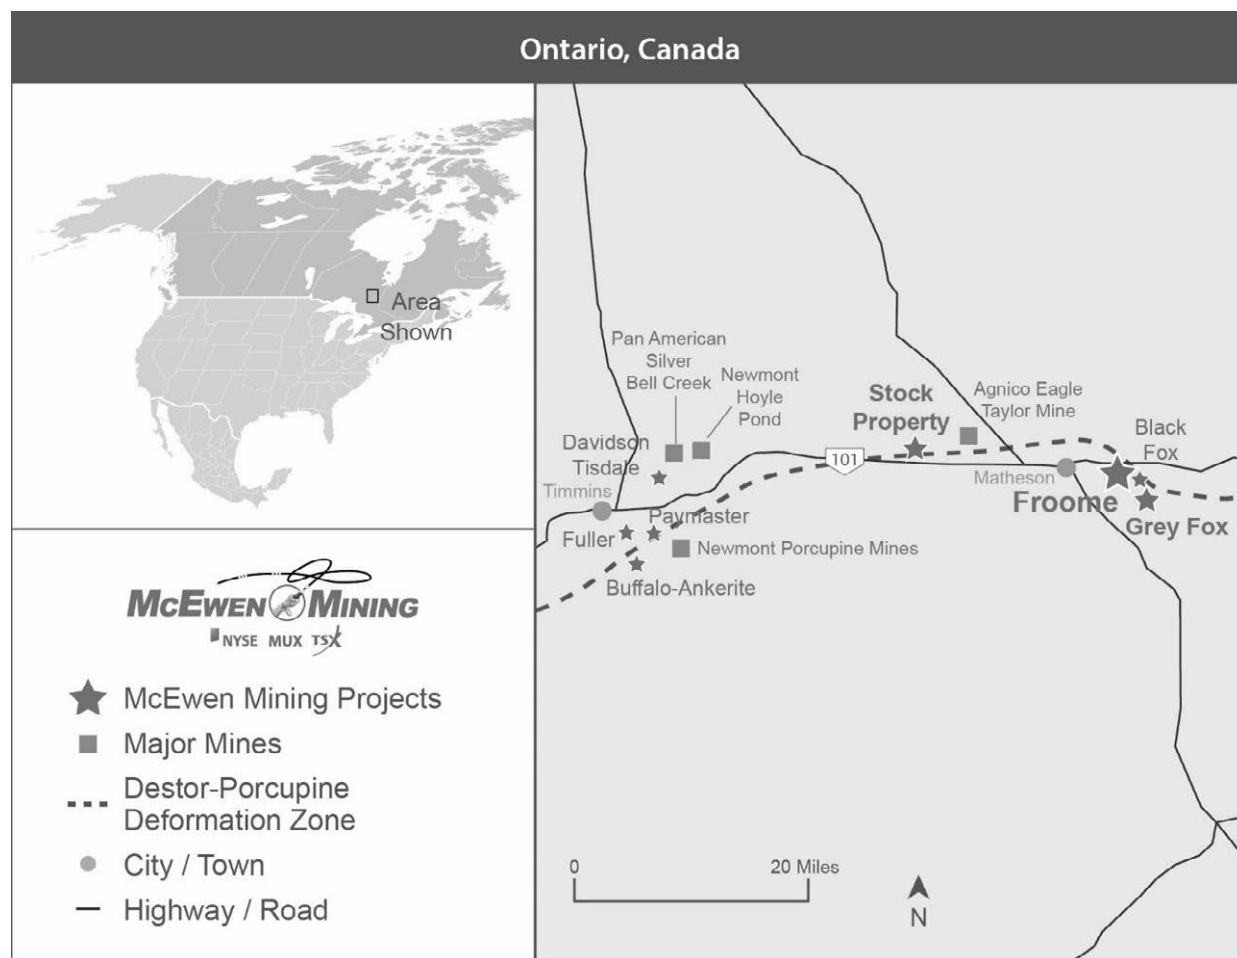 Ontario, Canada
Area
Shown
McEwen Mining
NYSE MUX TSX
McEwen Mining Projects
Major Mines
Destor-Porcupine
Deformation Zone
City / Town
Highway / Road
Pan American
Silver
Bell Creek
Newmont
Hoyle
Pond
Stock
Property
Agnico Eagle
Taylor Mine
Black
Fox
Davidson
Tisdale
101
Timmins
Matheson
Froome
Grey Fox
Paymaster
Fuller
Newmont Porcupine Mines
Buffalo-Ankerite
0 20 Miles
N